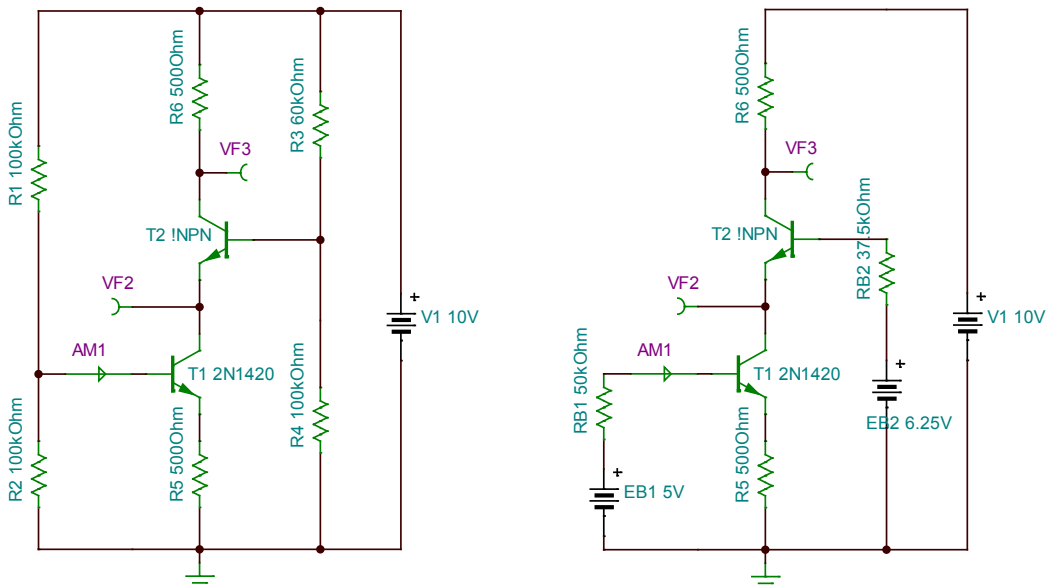 R6 500Ohm
R3 60kOhm
R1 100kOhm
VF3
T2 !NPN
VF2
V1 10V
AM1
T1 2N1420
R4 100kOhm
R2 100kOhm
R5 500Ohm
R6 500Ohm
VF3
T2 !NPN
RB2 37.5kOhm
VF2
V1 10V
AM1
T1 2N1420
RB1 50kOhm
EB2 6.25V
EB1 5V
R5 500Ohm